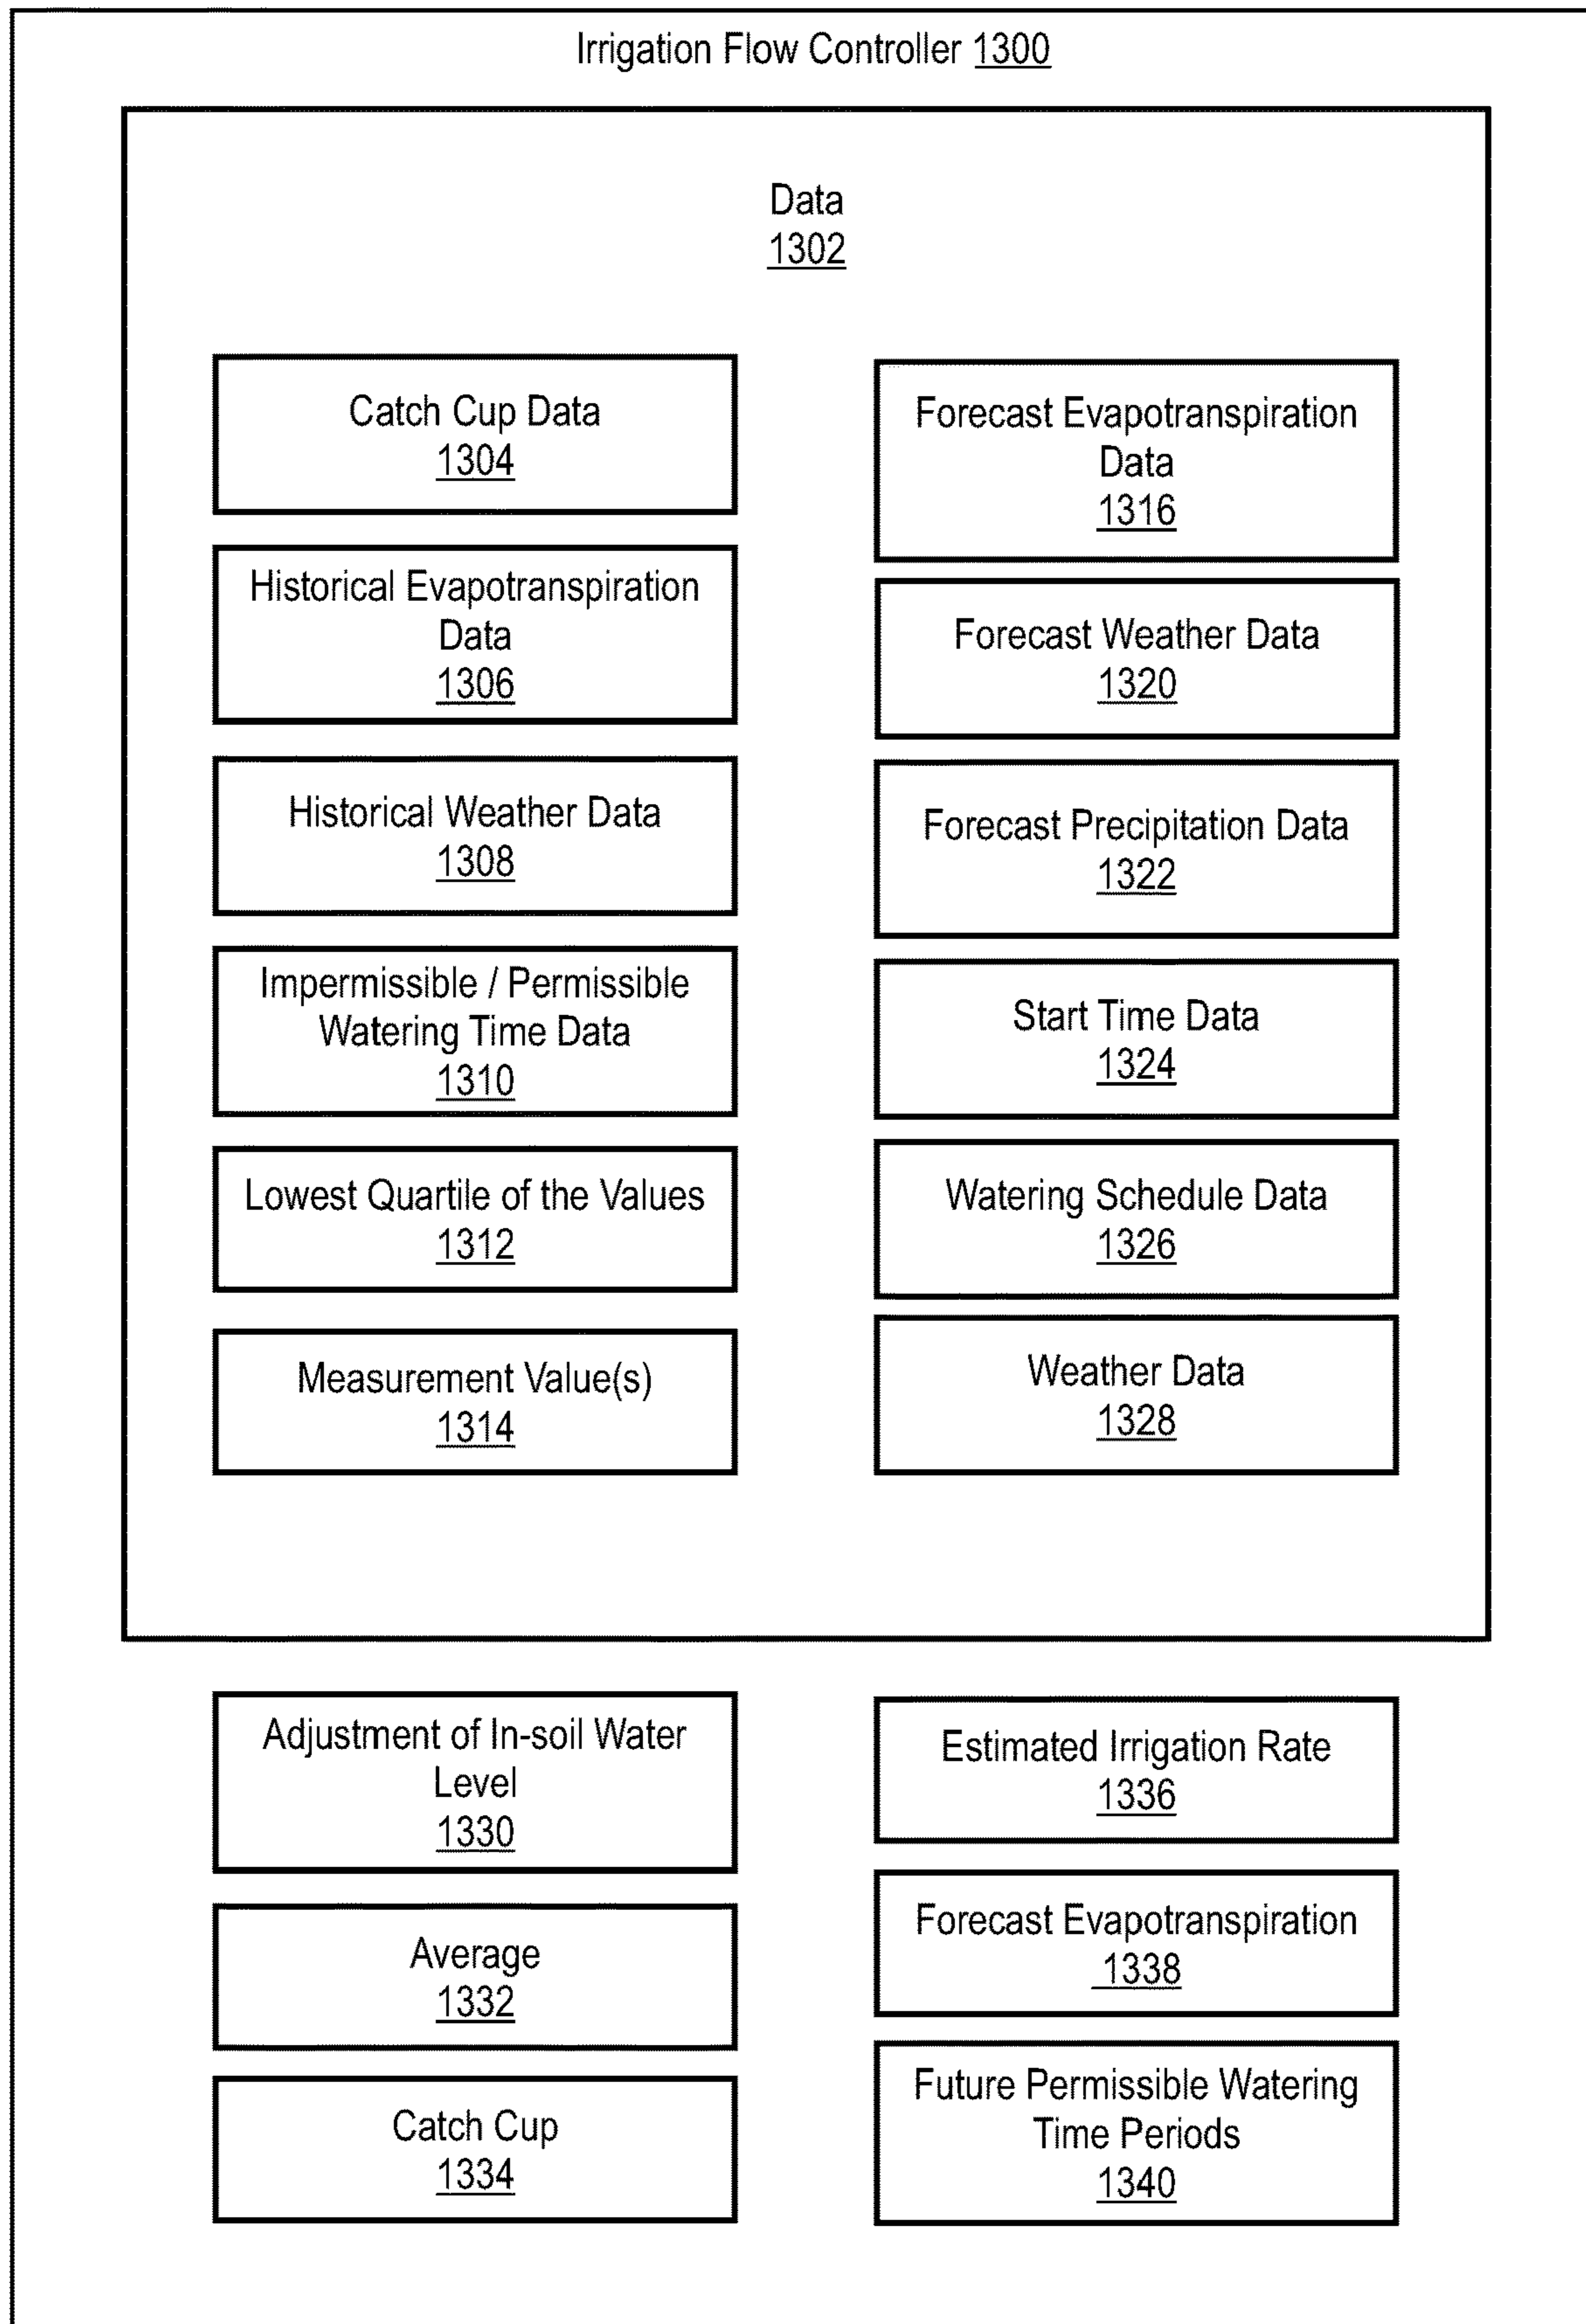 Irrigation Flow Controller 1300
Data
1302
Catch Cup Data
1304
Historical Evapotranspiration
Data
1306
Historical Weather Data
1308
Impermissible / Permissible
Watering Time Data
1310
Lowest Quartile of the Values
1312
Measurement Value(s)
1314
Forecast Evapotranspiration
Data
1316
Forecast Weather Data
1320
Forecast Precipitation Data
1322
Start Time Data
1324
Watering Schedule Data
1326
Weather Data
1328
Adjustment of In-soil Water
Level
1330
Average
1332
Catch Cup
1334
Estimated Irrigation Rate
1336
Forecast Evapotranspiration
1338
Future Permissible Watering
Time Periods
1340